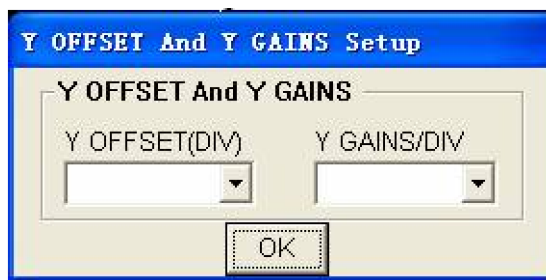 Y OFFSET And Y GAINS Setup
Y OFFSET And Y GAINS
Y OFFSET(DIV) Y GAINS/DIV
OK